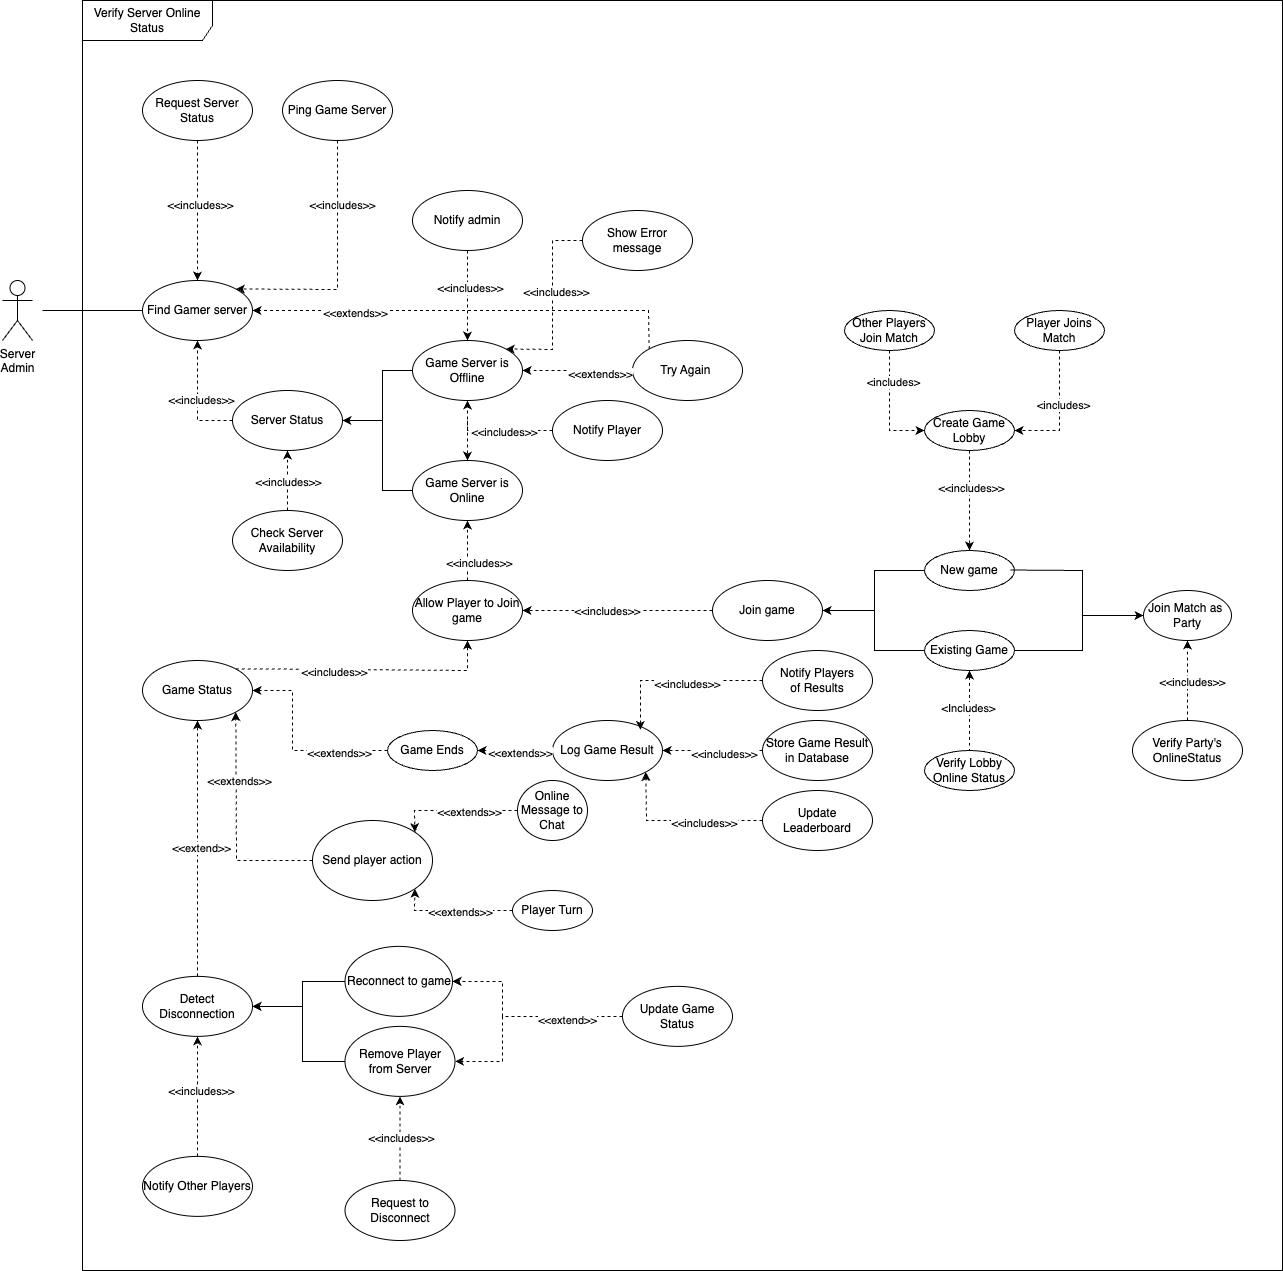 Verify Server Online
Status
Request Server
Status
Ping Game Server
<<includes>>
<<includes>>
Notify admin
Show Error
message
<<includes>>
<<includes>>
Find Gamer server
<<extends>>
Server
Admin
Other Players
Join Match
Player Joins
Match
Game Server is
Offline
<<extends>>
Try Again
<includes>
<<includes>>
<includes>
Server Status
<<includes>>
Notify Player
Create Game
Lobby
<<includes>>
Game Server is
Online
<<includes>>
Check Server
Availability
<<includes>>
New game
Allow Player to Join
game
<<includes>>
Join game
Join Match as
Party
Existing Game
<<includes>>
Notify Players
of Results
Game Status
<<includes>>
<<includes>>
<Includes>
<<extends>>
Game Ends
<<extends>>
Log Game Result
<<includes>>
Store Game Result
in Database
Verify Party's
OnlineStatus
Verify Lobby
Online Status
<<extends>>
Online
Message to
Chat
<<extends>>
<<includes>>
Update
Leaderboard
<<extend>>
Send player action
<<extends>>
Player Turn
Reconnect to game
Detect
Disconnection
<<extend>>
Update Game
Status
Remove Player
from Server
<<includes>>
<<includes>>
Notify Other Players
Request to
Disconnect